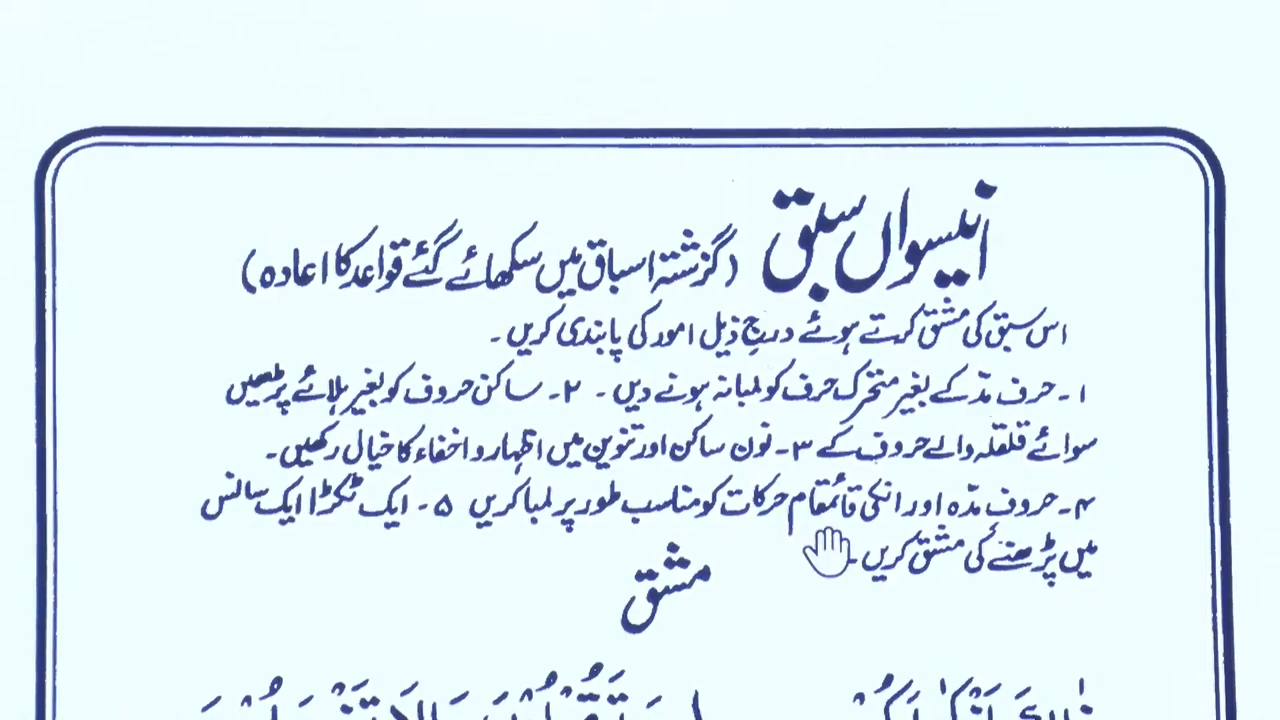 انیسواں سبق (گزشتہ اسباق میں سکھائے گئے قواعد کا اعادہ)
اس سبق کی مشق کرتے ہوئے درج ذیل امور کی پابندی کریں۔
۱۔ حرف مدّ کے بغیر متحرک حرف کو لمبا نہ ہونے دیں۔ ۲۔ ساکن حروف کو بغیر ہلائے پڑھیں
سوائے قلقلہ والے حروف کے ۳۔ نون ساکن اور تنوین میں اظہار و اخفاء کا خیال رکھیں۔
۴۔ حروف مدّہ اور انکی قائمقام حرکات کو مناسب طور پر لمبا کریں ۵۔ ایک ٹکڑا ایک سانس
میں پڑھنے کی مشق کریں۔
مشق